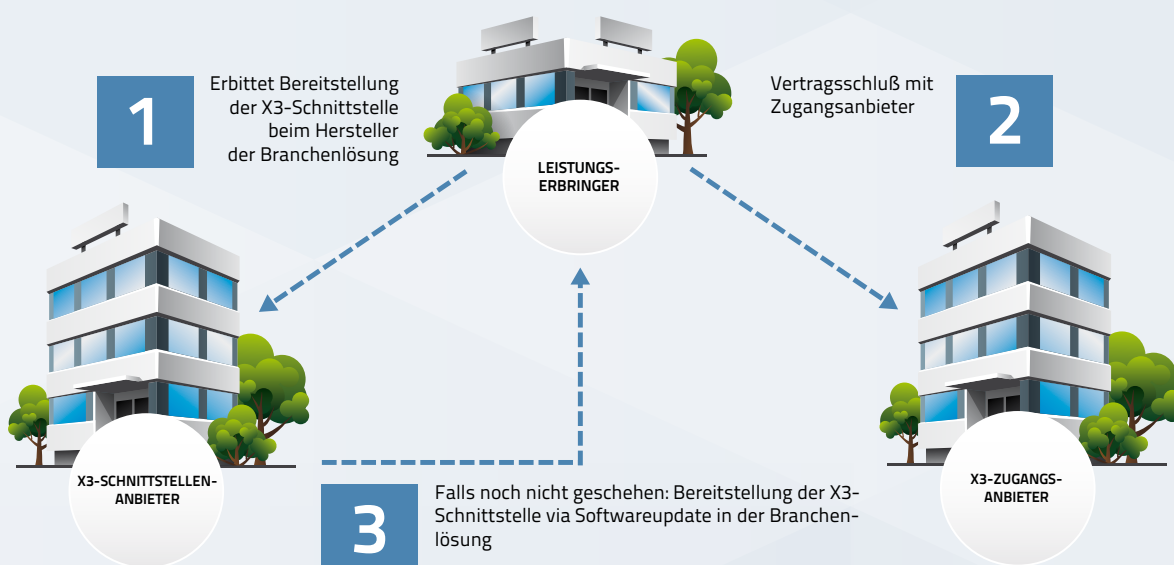 1
Erbittet Bereitstellung
der X3-Schnittstelle
beim Hersteller
der Branchenlösung
LEISTUNGS-
ERBRINGER
Vertragsschluß mit
Zugangsanbieter
2
X3-SCHNITTSTELLEN-
ANBIETER
3
Falls noch nicht geschehen: Bereitstellung der X3-
Schnittstelle via Softwareupdate in der Branchen-
lösung
X3-ZUGANGS-
ANBIETER